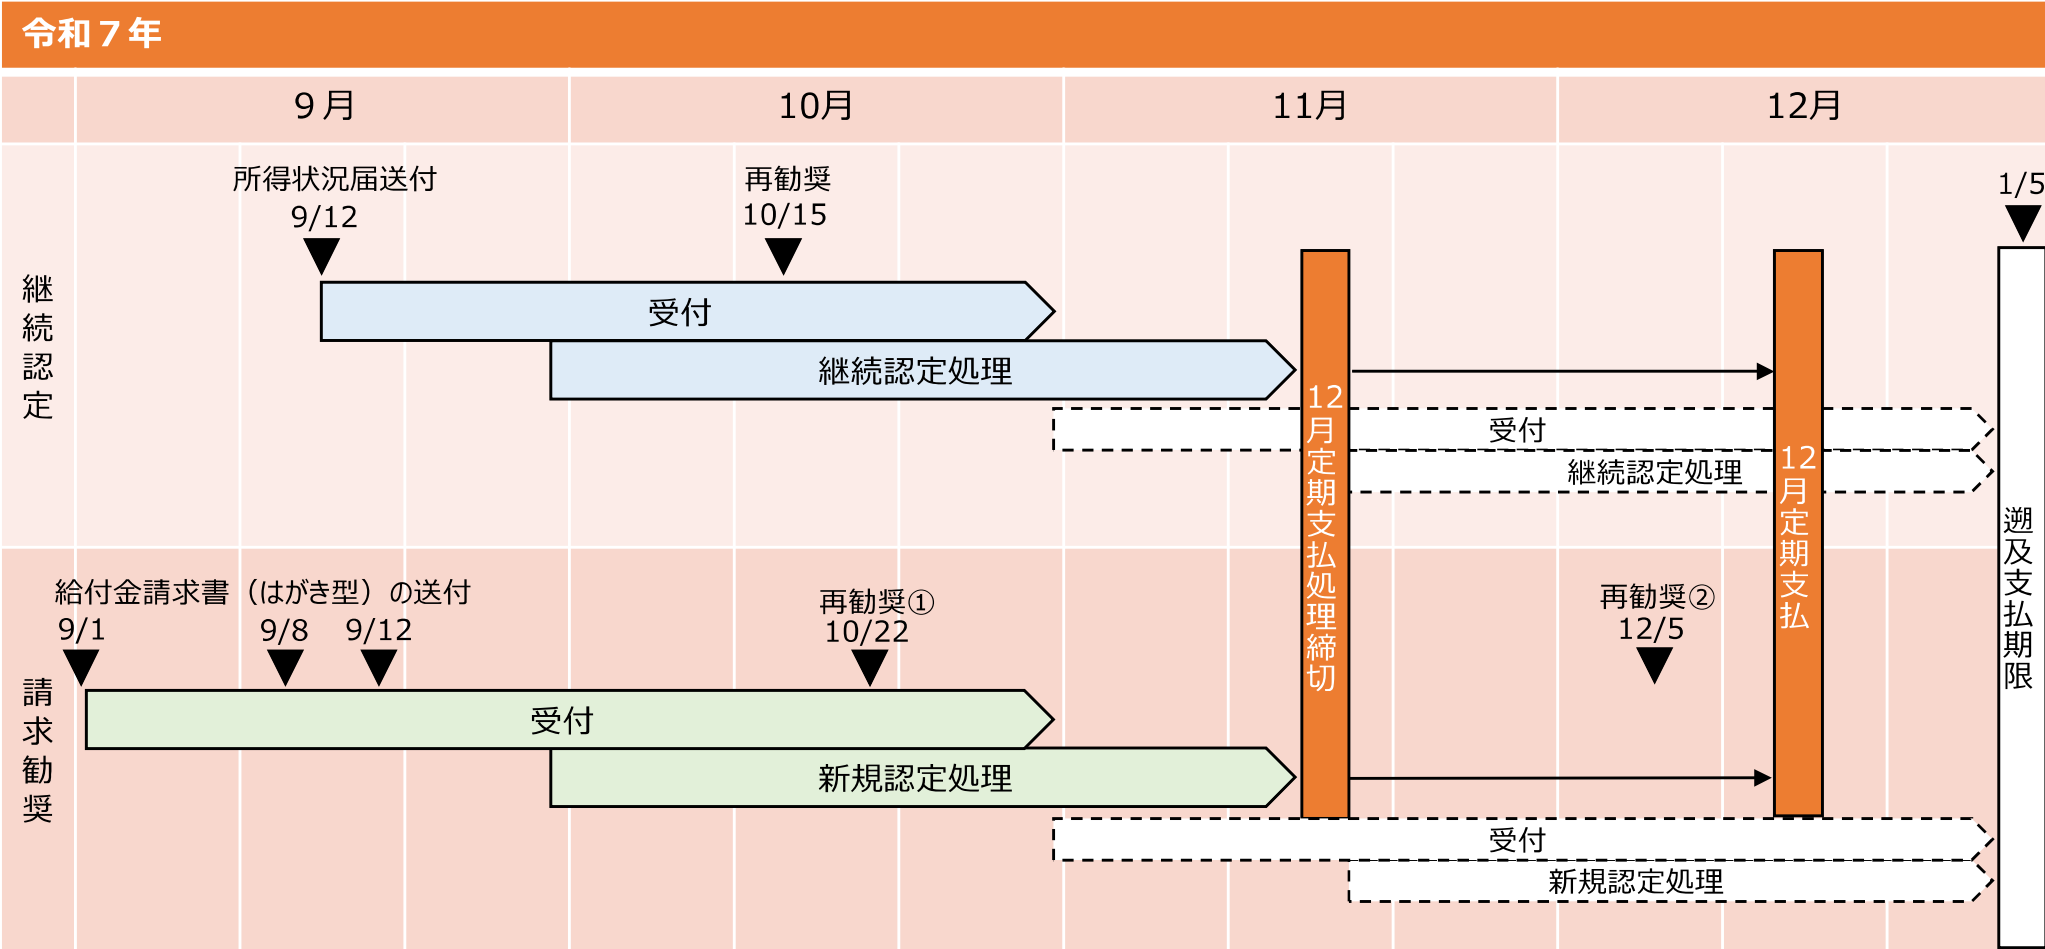 令和７年
９月
10月
11月
12月
継続認定
所得状況届送付
9/12
再勧奨
10/15
1/5
受付
継続認定処理
受付
継続認定処理
12月定期支払処理締切
12月定期支払
遡及支払期限
請求勧奨
給付金請求書（はがき型）の送付
9/1
9/8
9/12
再勧奨①
10/22
再勧奨②
12/5
受付
新規認定処理
受付
新規認定処理